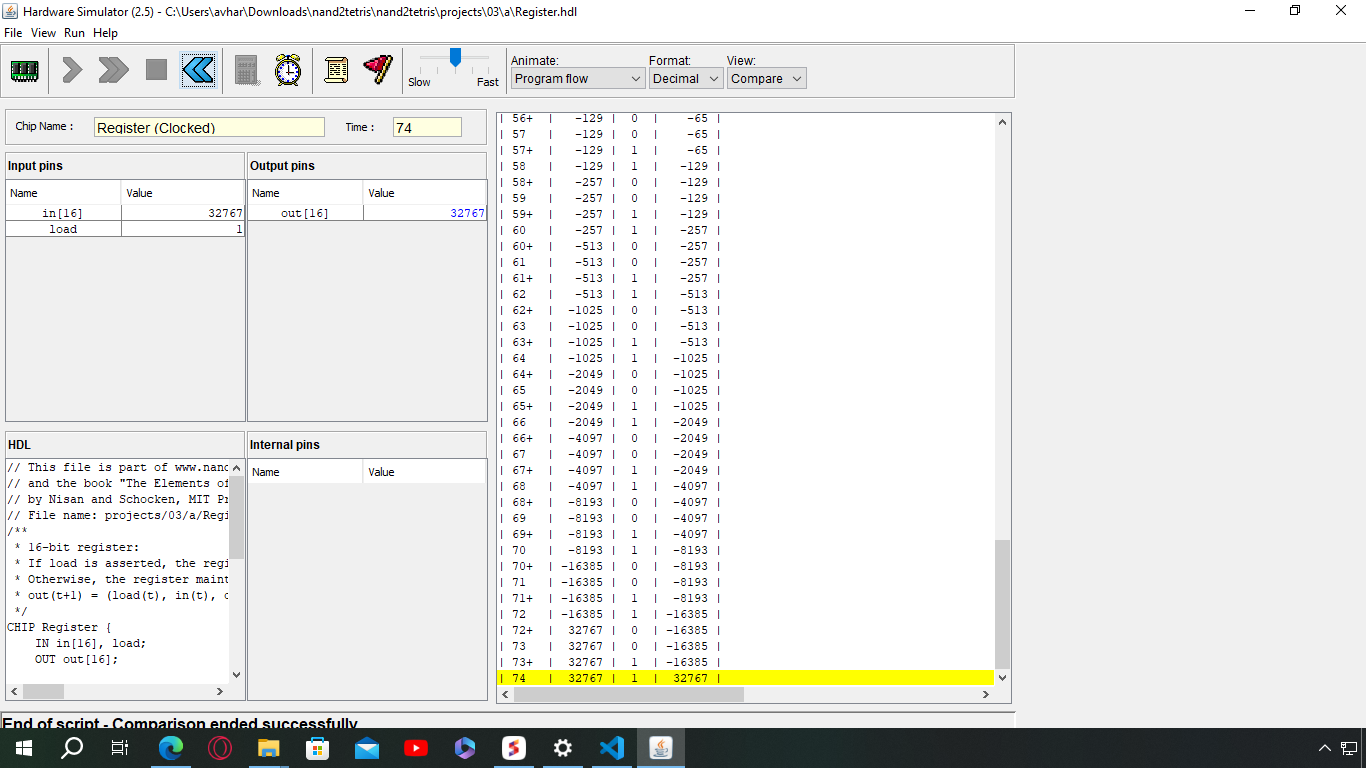 Hardware Simulator (2.5) - C:\Users\avhar\Downloads\nand2tetris\nand2tetris\projects\03\a\Register.hdl
File View Run Help
Slow Fast
Animate: Format: View:
Program flow Decimal Compare
Chip Name : Register (Clocked) Time : 74
Input pins
Name Value
in[16] 32767
load 1
Output pins
Name Value
out[16] 32767
HDL
// This file is part of www.nand
// and the book "The Elements of
// by Nisan and Schocken, MIT Pr
// File name: projects/03/a/Regi
/**
* 16-bit register:
* If load is asserted, the regi
* Otherwise, the register maint
* out(t+1) = (load(t), in(t), o
*/
CHIP Register {
IN in[16], load;
OUT out[16];
Internal pins
Name Value
| 56+ | -129 | 0 | -65 |
| 57 | -129 | 0 | -65 |
| 57+ | -129 | 1 | -65 |
| 58 | -129 | 1 | -129 |
| 58+ | -257 | 0 | -129 |
| 59 | -257 | 0 | -129 |
| 59+ | -257 | 1 | -129 |
| 60 | -257 | 1 | -257 |
| 60+ | -513 | 0 | -257 |
| 61 | -513 | 0 | -257 |
| 61+ | -513 | 1 | -257 |
| 62 | -513 | 1 | -513 |
| 62+ | -1025 | 0 | -513 |
| 63 | -1025 | 0 | -513 |
| 63+ | -1025 | 1 | -513 |
| 64 | -1025 | 1 | -1025 |
| 64+ | -2049 | 0 | -1025 |
| 65 | -2049 | 0 | -1025 |
| 65+ | -2049 | 1 | -1025 |
| 66 | -2049 | 1 | -2049 |
| 66+ | -4097 | 0 | -2049 |
| 67 | -4097 | 0 | -2049 |
| 67+ | -4097 | 1 | -2049 |
| 68 | -4097 | 1 | -4097 |
| 68+ | -8193 | 0 | -4097 |
| 69 | -8193 | 0 | -4097 |
| 69+ | -8193 | 1 | -4097 |
| 70 | -8193 | 1 | -8193 |
| 70+ | -16385 | 0 | -8193 |
| 71 | -16385 | 0 | -8193 |
| 71+ | -16385 | 1 | -8193 |
| 72 | -16385 | 1 | -16385 |
| 72+ | 32767 | 0 | -16385 |
| 73 | 32767 | 0 | -16385 |
| 73+ | 32767 | 1 | -16385 |
| 74 | 32767 | 1 | 32767 |
End of script - Comparison ended successfully